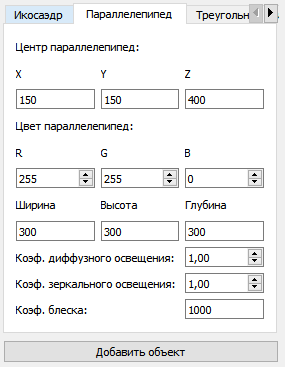 Икосаэдр Параллелепипед
Центр параллелепипед:
X Y Z
150 150 400
Цвет параллелепипед:
R G B
255 255 0
Ширина Высота Глубина
300 300 300
Коэф. диффузного освещения: 1,00
Коэф. зеркального освещения: 1,00
Коэф. блеска: 1000
Добавить объект